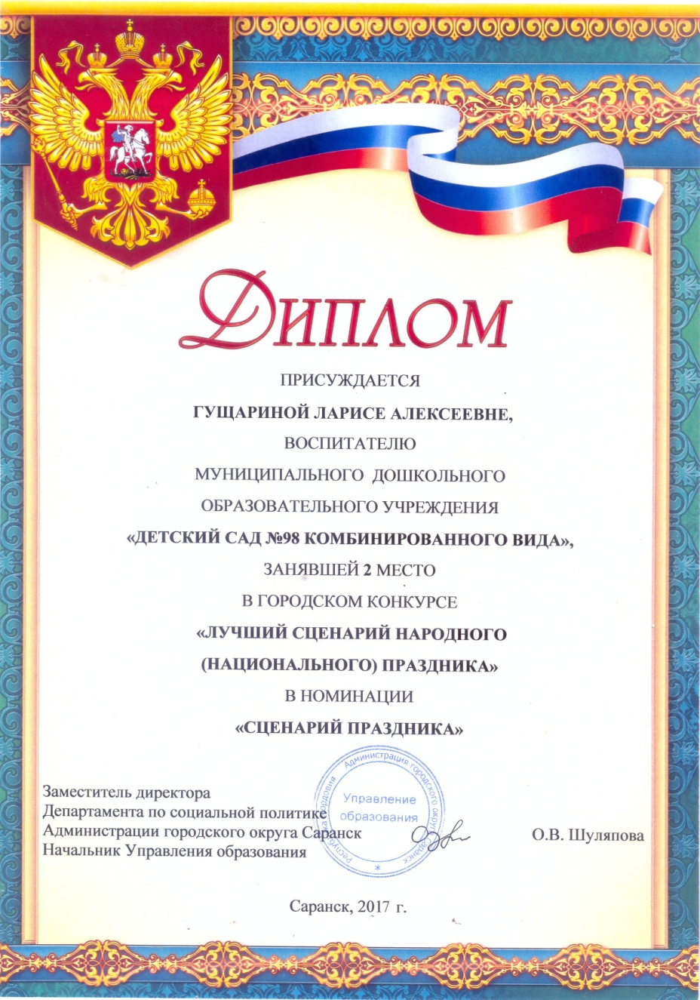 Диплом
ПРИСУЖДАЕТСЯ
ГУЩАРИНОЙ ЛАРИСЕ АЛЕКСЕЕВНЕ,
ВОСПИТАТЕЛЮ
МУНИЦИПАЛЬНОГО ДОШКОЛЬНОГО
ОБРАЗОВАТЕЛЬНОГО УЧРЕЖДЕНИЯ
«ДЕТСКИЙ САД №98 КОМБИНИРОВАННОГО ВИДА»,
ЗАНЯВШЕЙ 2 МЕСТО
В ГОРОДСКОМ КОНКУРСЕ
«ЛУЧШИЙ СЦЕНАРИЙ НАРОДНОГО
(НАЦИОНАЛЬНОГО) ПРАЗДНИКА»
В НОМИНАЦИИ
«СЦЕНАРИЙ ПРАЗДНИКА»
Заместитель директора
Департамента по социальной политике
Администрации городского округа Саранск
Начальник Управления образования
О.В. Шуляпова
Республика Мордовия Администрация городского округа Саранск
Управление
образования
Саранск, 2017 г.